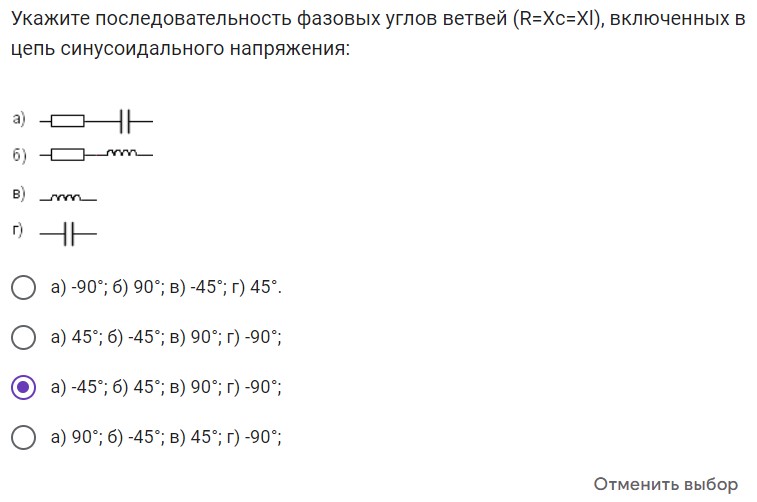 Укажите последовательность фазовых углов ветвей (R=Xc=Xl), включенных в
цепь синусоидального напряжения:
а)
б)
в)
г)
а) -90°; б) 90°; в) -45°; г) 45°.
а) 45°; б) -45°; в) 90°; г) -90°;
а) -45°; б) 45°; в) 90°; г) -90°;
а) 90°; б) -45°; в) 45°; г) -90°;
Отменить выбор